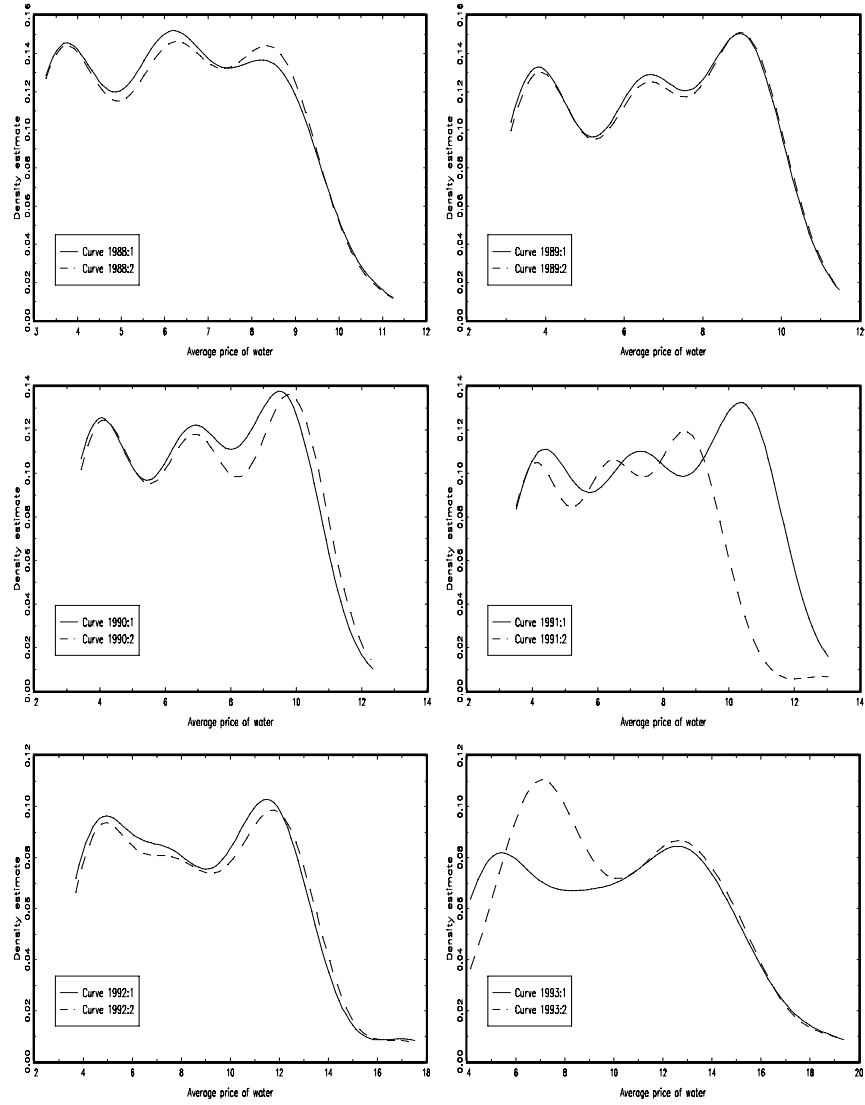 Density estimate
0.00 0.02 0.04 0.06 0.08 0.10 0.12 0.14 0.16
Curve 1988:1
Curve 1988:2
3 4 5 6 7 8 9 10 11 12
Average price of water
Density estimate
0.00 0.02 0.04 0.06 0.08 0.10 0.12 0.14 0.16
Curve 1989:1
Curve 1989:2
2 4 6 8 10 12
Average price of water
Density estimate
0.00 0.02 0.04 0.06 0.08 0.10 0.12 0.14
Curve 1990:1
Curve 1990:2
2 4 6 8 10 12 14
Average price of water
Density estimate
0.00 0.02 0.04 0.06 0.08 0.10 0.12 0.14
Curve 1991:1
Curve 1991:2
2 4 6 8 10 12 14
Average price of water
Density estimate
0.00 0.02 0.04 0.06 0.08 0.10 0.12
Curve 1992:1
Curve 1992:2
2 4 6 8 10 12 14 16 18
Average price of water
Density estimate
0.00 0.02 0.04 0.06 0.08 0.10 0.12
Curve 1993:1
Curve 1993:2
4 6 8 10 12 14 16 18 20
Average price of water